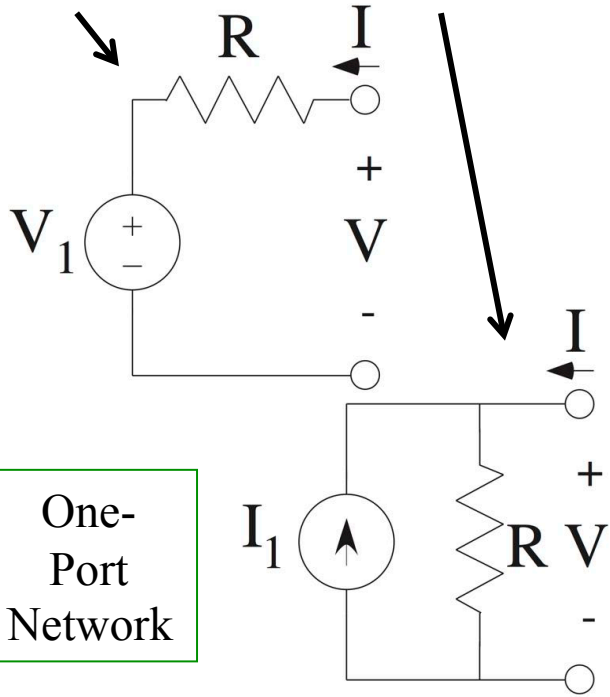 R
I
+
V
-
V1
+
−
I
+
V
-
R
I1
One-
Port
Network